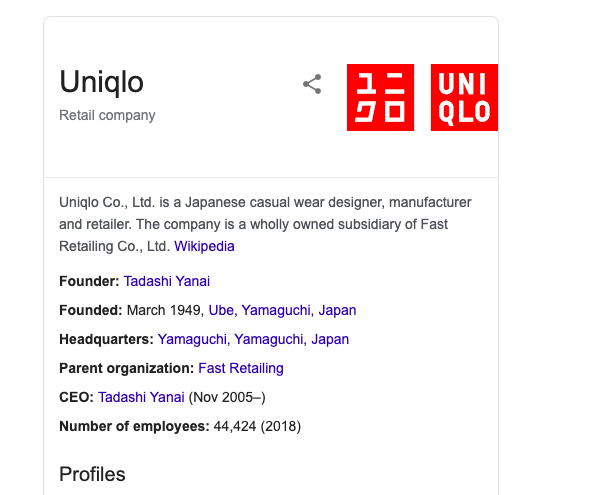 Uniqlo
Retail company
ユニ
クロ
UNI
QLO
Uniqlo Co., Ltd. is a Japanese casual wear designer, manufacturer
and retailer. The company is a wholly owned subsidiary of Fast
Retailing Co., Ltd. Wikipedia
Founder: Tadashi Yanai
Founded: March 1949, Ube, Yamaguchi, Japan
Headquarters: Yamaguchi, Yamaguchi, Japan
Parent organization: Fast Retailing
CEO: Tadashi Yanai (Nov 2005–)
Number of employees: 44,424 (2018)
Profiles